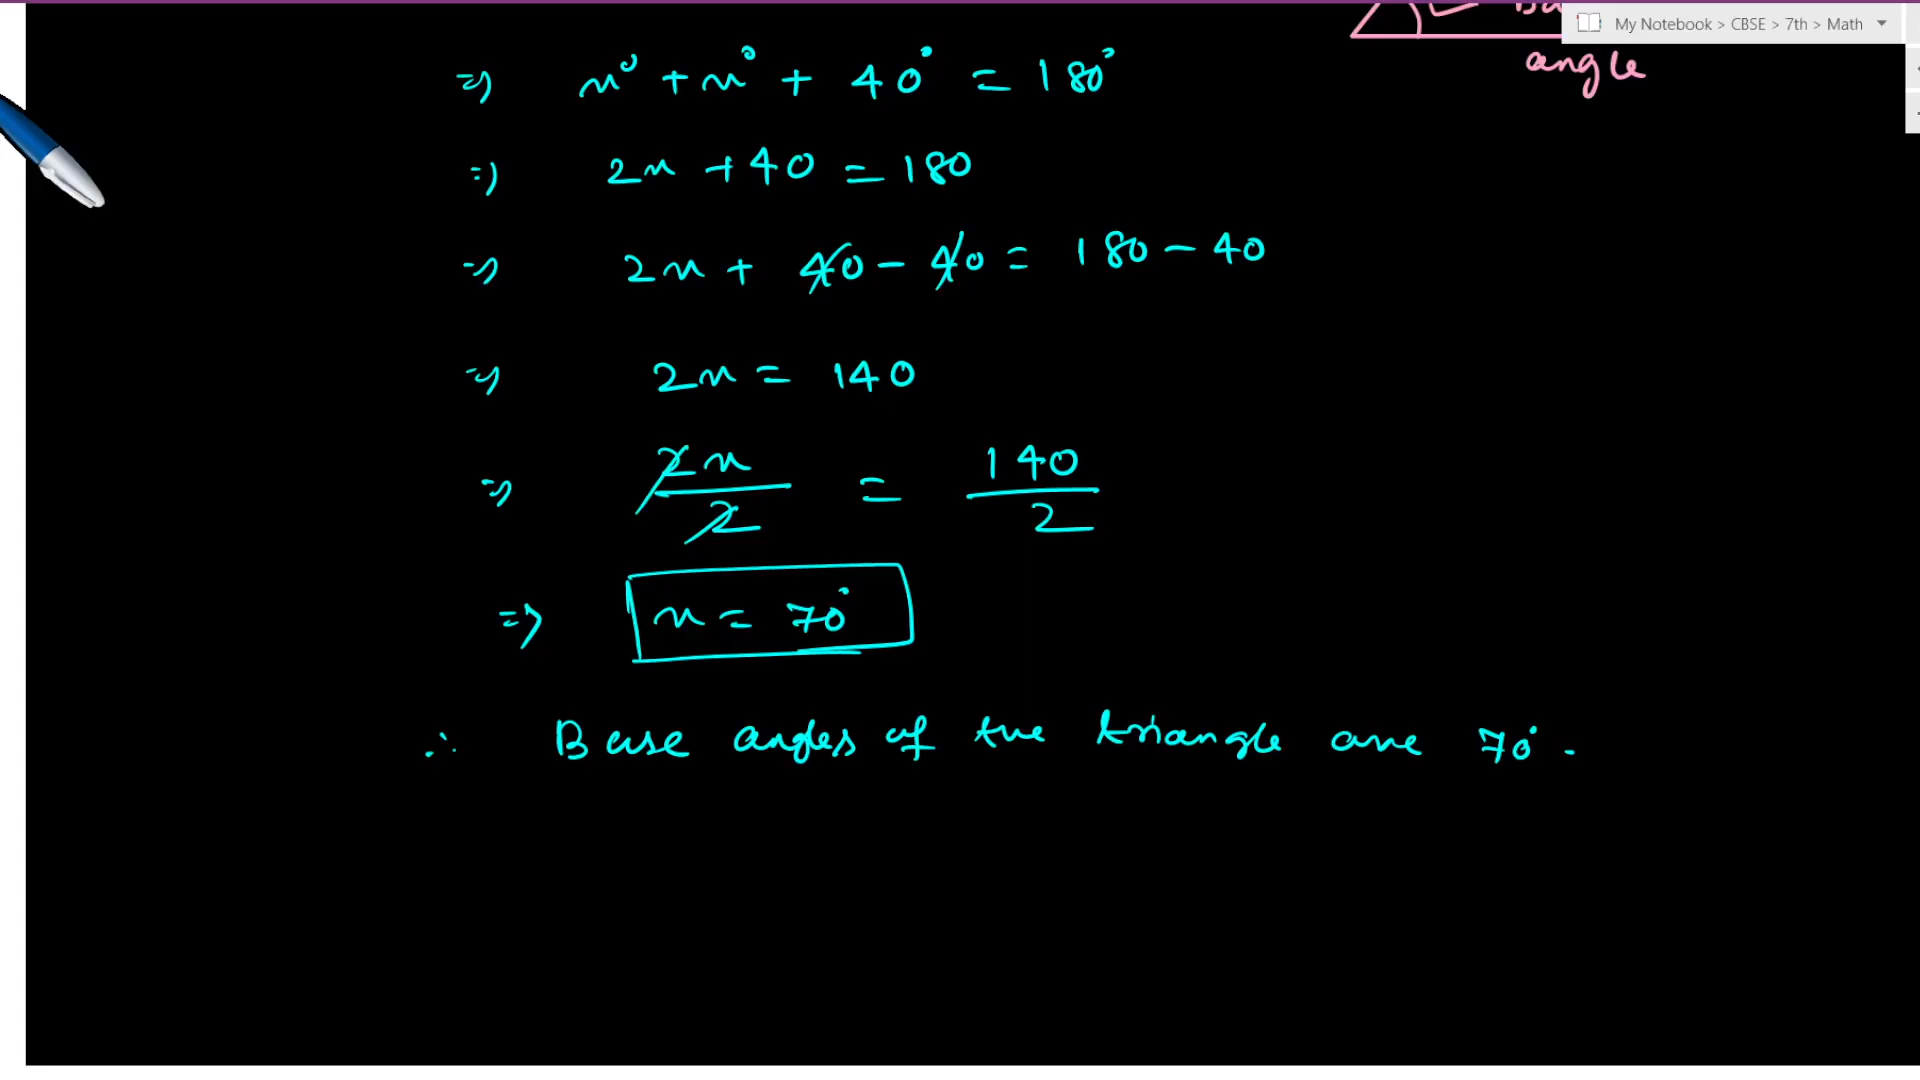 My Notebook > CBSE > 7th > Math
angle
⇒ x° + x° + 40° = 180°
⇒ 2x + 40 = 180
⇒ 2x + 40 - 40 = 180 - 40
⇒ 2x = 140
⇒ 2x/2 = 140/2
⇒ x = 70°
∴ Base angles of the triangle are 70°.